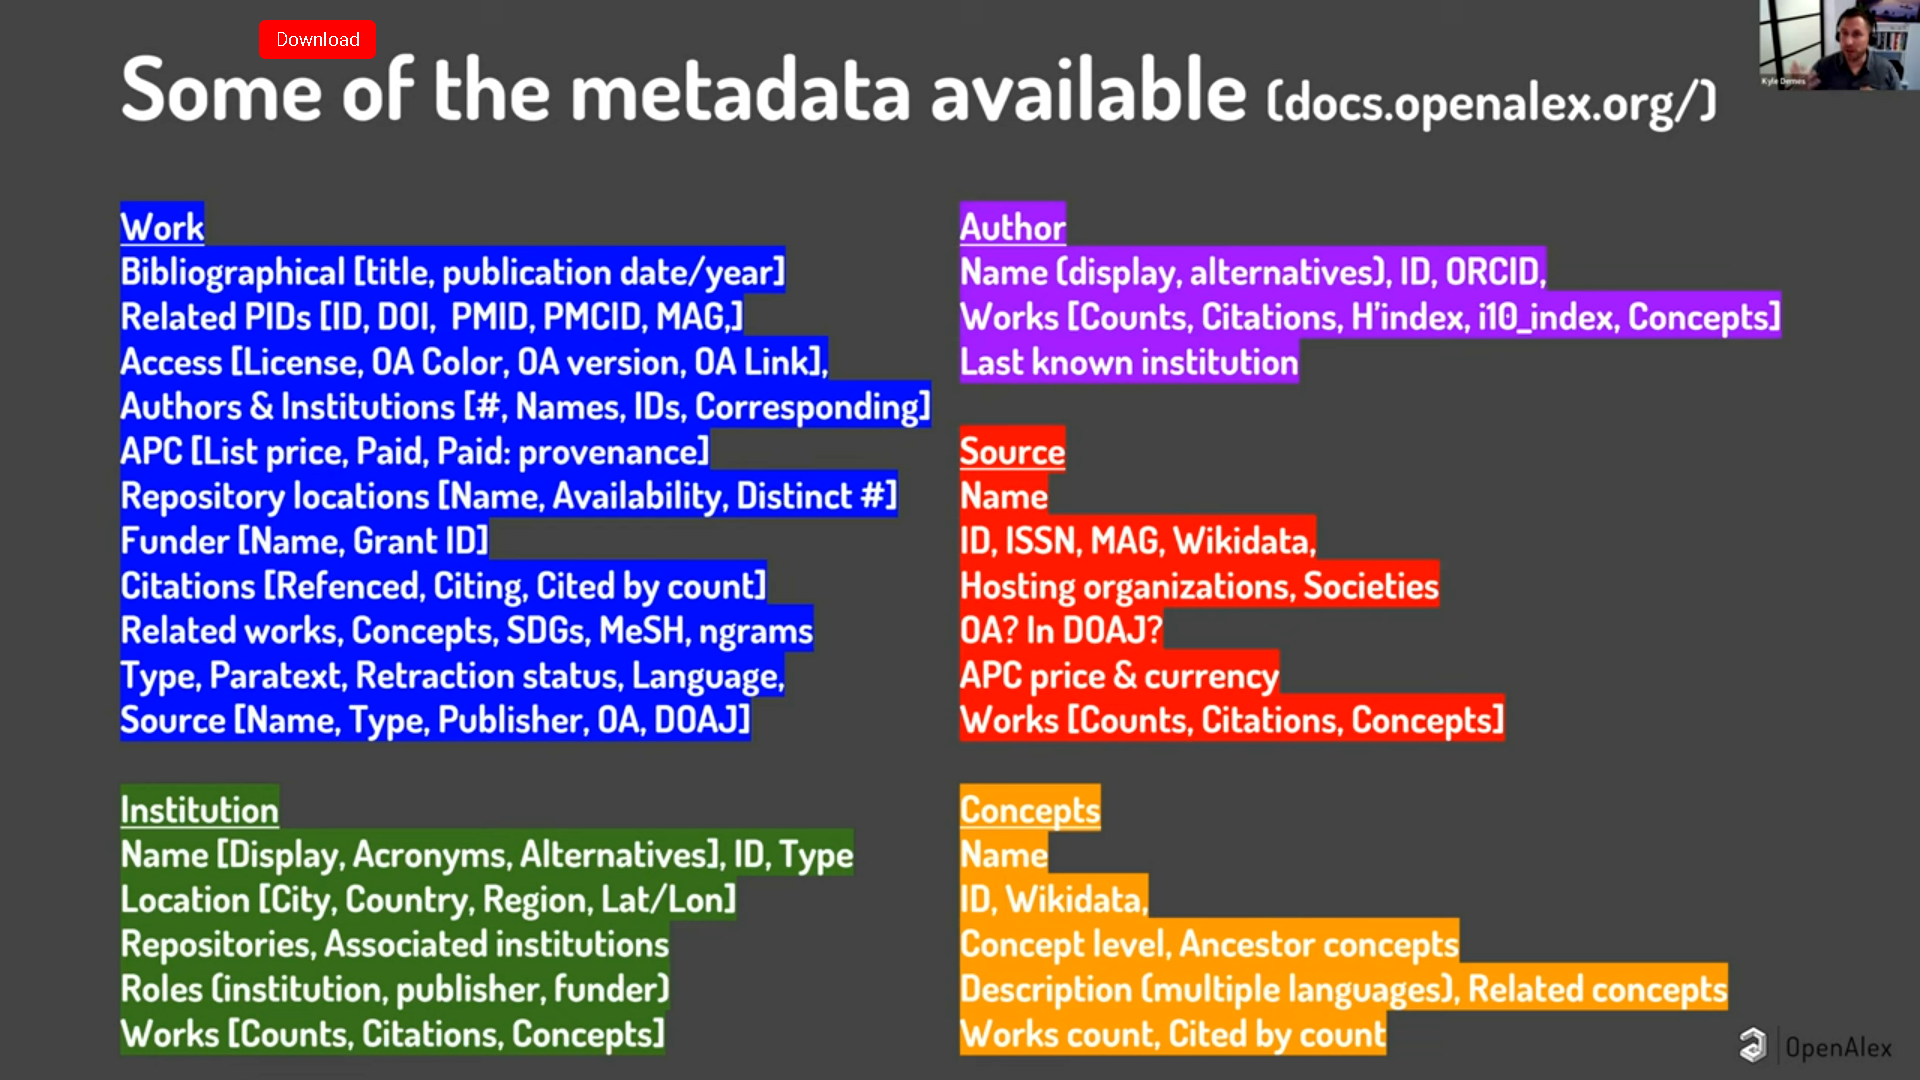 Download
Some of the metadata available (docs.openalex.org/)
Kyle Demes
Work
Bibliographical [title, publication date/year]
Related PIDs [ID, DOI, PMID, PMCID, MAG,]
Access [License, OA Color, OA version, OA Link],
Authors & Institutions [#, Names, IDs, Corresponding]
APC [List price, Paid, Paid: provenance]
Repository locations [Name, Availability, Distinct #]
Funder [Name, Grant ID]
Citations [Refenced, Citing, Cited by count]
Related works, Concepts, SDGs, MeSH, ngrams
Type, Paratext, Retraction status, Language,
Source [Name, Type, Publisher, OA, DOAJ]
Institution
Name [Display, Acronyms, Alternatives], ID, Type
Location [City, Country, Region, Lat/Lon]
Repositories, Associated institutions
Roles (institution, publisher, funder)
Works [Counts, Citations, Concepts]
Author
Name (display, alternatives), ID, ORCID,
Works [Counts, Citations, H'index, i10_index, Concepts]
Last known institution
Source
Name
ID, ISSN, MAG, Wikidata,
Hosting organizations, Societies
OA? In DOAJ?
APC price & currency
Works [Counts, Citations, Concepts]
Concepts
Name
ID, Wikidata,
Concept level, Ancestor concepts
Description (multiple languages), Related concepts
Works count, Cited by count
OpenAlex